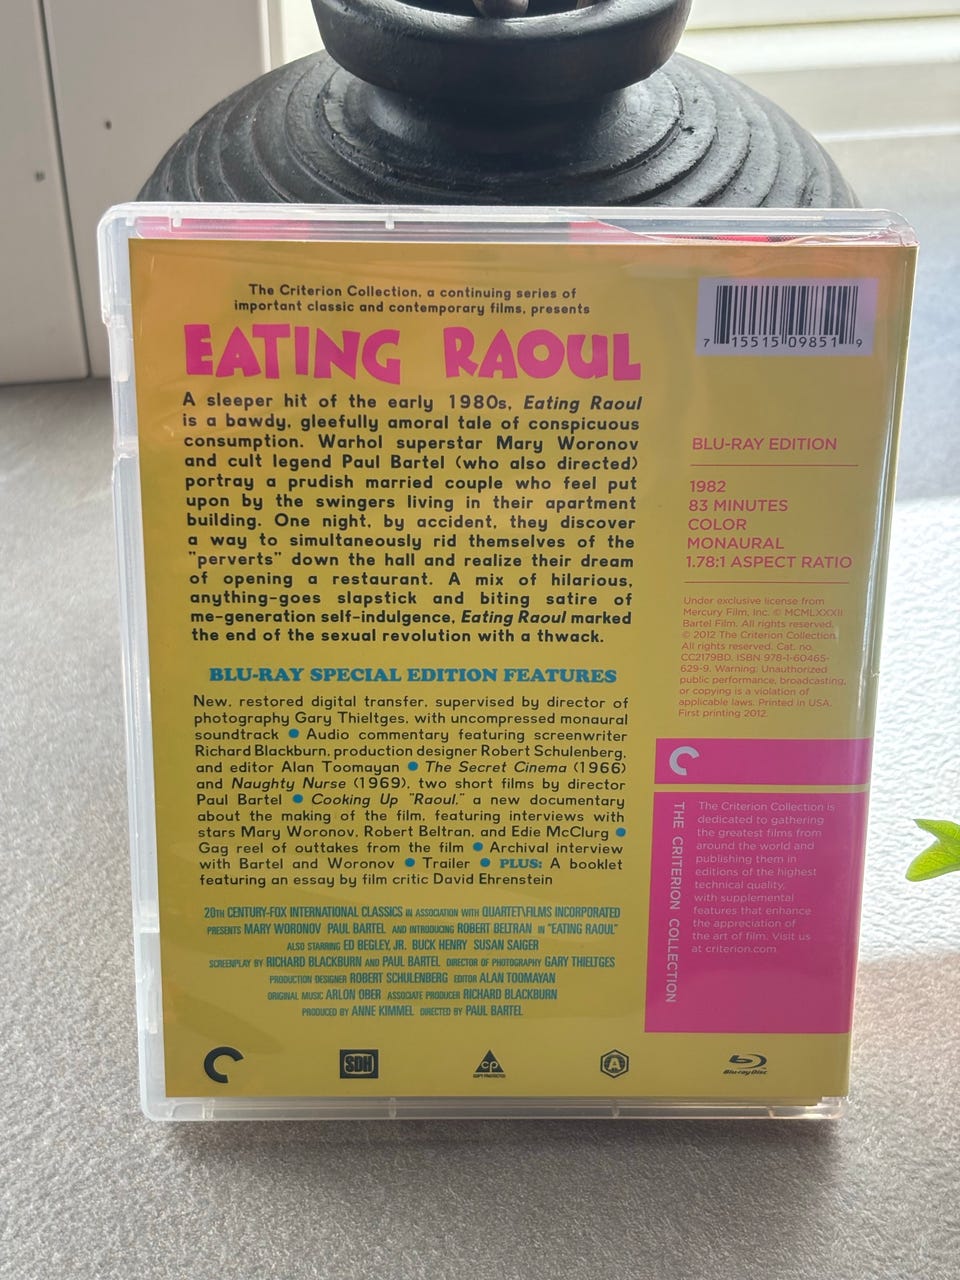 The Criterion Collection, a continuing series of
important classic and contemporary films, presents
EATING RAOUL
A sleeper hit of the early 1980s, Eating Raoul
is a bawdy, gleefully amoral tale of conspicuous
consumption. Warhol superstar Mary Woronov
and cult legend Paul Bartel (who also directed)
portray a prudish married couple who feel put
upon by the swingers living in their apartment
building. One night, by accident, they discover
a way to simultaneously rid themselves of the
"perverts" down the hall and realize their dream
of opening a restaurant. A mix of hilarious,
anything-goes slapstick and biting satire of
me-generation self-indulgence, Eating Raoul marked
the end of the sexual revolution with a thwack.
BLU-RAY SPECIAL EDITION FEATURES
New, restored digital transfer, supervised by director of
photography Gary Thieltges, with uncompressed monaural
soundtrack • Audio commentary featuring screenwriter
Richard Blackburn, production designer Robert Schulenberg,
and editor Alan Toomayan • The Secret Cinema (1966)
and Naughty Nurse (1969), two short films by director
Paul Bartel • Cooking Up "Raoul," a new documentary
about the making of the film, featuring interviews with
stars Mary Woronov, Robert Beltran, and Edie McClurg •
Gag reel of outtakes from the film • Archival interview
with Bartel and Woronov • Trailer • PLUS: A booklet
featuring an essay by film critic David Ehrenstein
20TH CENTURY-FOX INTERNATIONAL CLASSICS IN ASSOCIATION WITH QUARTET\FILMS INCORPORATED
PRESENTS MARY WORONOV PAUL BARTEL AND INTRODUCING ROBERT BELTRAN IN "EATING RAOUL"
ALSO STARRING ED BEGLEY, JR. BUCK HENRY SUSAN SAIGER
SCREENPLAY BY RICHARD BLACKBURN AND PAUL BARTEL DIRECTOR OF PHOTOGRAPHY GARY THIELTGES
PRODUCTION DESIGNER ROBERT SCHULENBERG EDITOR ALAN TOOMAYAN
ORIGINAL MUSIC ARLON OBER ASSOCIATE PRODUCER RICHARD BLACKBURN
PRODUCED BY ANNE KIMMEL DIRECTED BY PAUL BARTEL
SDH
CP
COPY PROTECTED
A
Blu-ray Disc
7 15515 09851 9
BLU-RAY EDITION
1982
83 MINUTES
COLOR
MONAURAL
1.78:1 ASPECT RATIO
Under exclusive license from
Mercury Film, Inc. © MCMLXXXII
Bartel Film. All rights reserved.
© 2012 The Criterion Collection.
All rights reserved. Cat. no.
CC2179BD. ISBN 978-1-60465-
629-9. Warning: Unauthorized
public performance, broadcasting,
or copying is a violation of
applicable laws. Printed in USA.
First printing 2012.
THE CRITERION COLLECTION
The Criterion Collection is
dedicated to gathering
the greatest films from
around the world and
publishing them in
editions of the highest
technical quality,
with supplemental
features that enhance
the appreciation of
the art of film. Visit us
at criterion.com